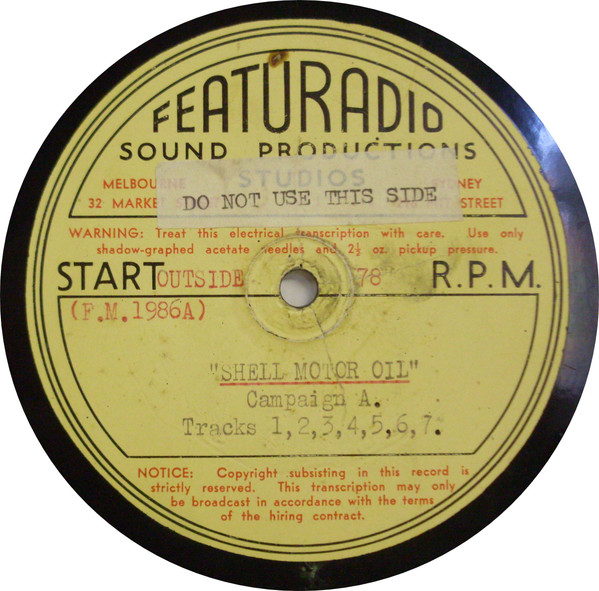 FEATURADIO
SOUND PRODUCTIONS
STUDIOS
MELBOURNE SYDNEY
32 MARKET STREET
DO NOT USE THIS SIDE
WARNING: Treat this electrical transcription with care. Use only
shadow-graphed acetate needles and 2½ oz. pickup pressure.
START OUTSIDE 78 R.P.M.
(F.M.1986A)
"SHELL MOTOR OIL"
Campaign A.
Tracks 1,2,3,4,5,6,7.
NOTICE: Copyright subsisting in this record is
strictly reserved. This transcription may only
be broadcast in accordance with the terms
of the hiring contract.